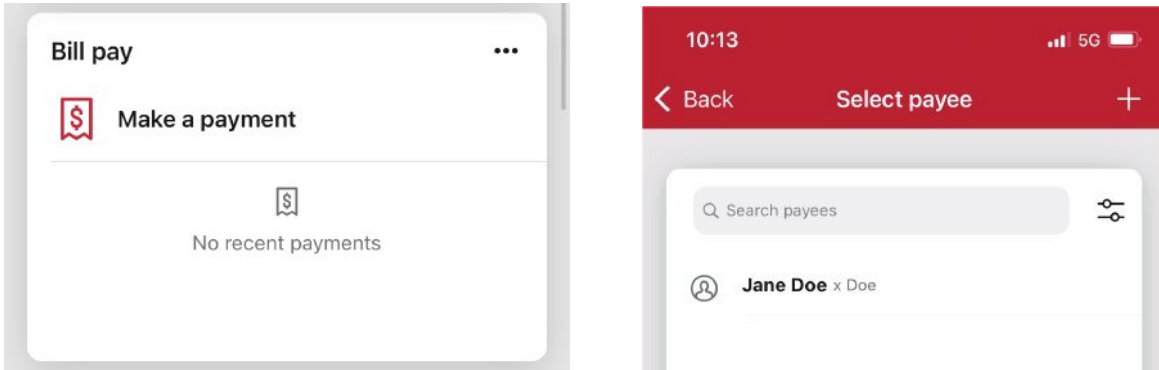 Bill pay
$ Make a payment
$
No recent payments
10:13 5G
Back Select payee
Search payees
Jane Doe x Doe